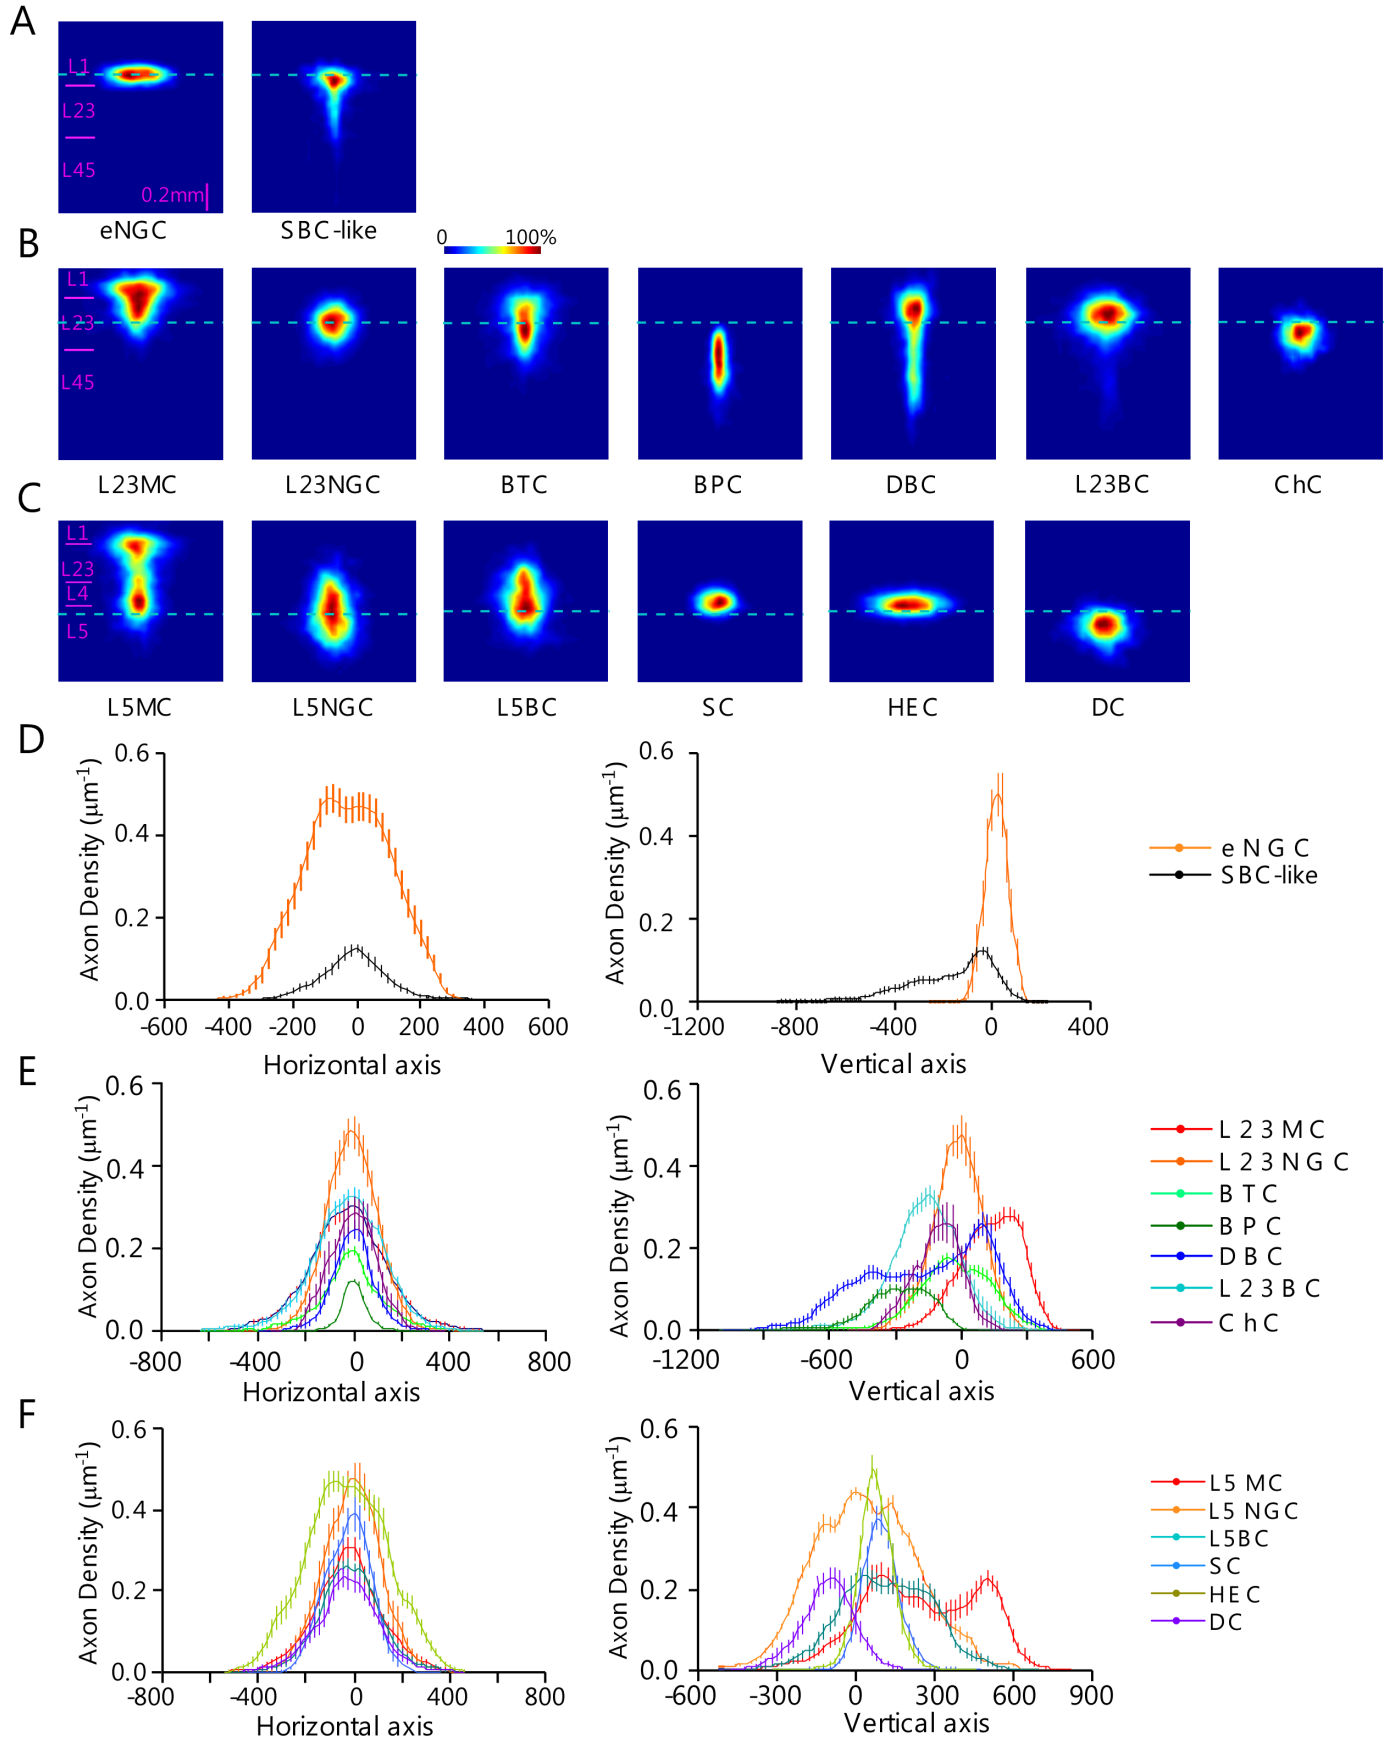 A
L1
L23
L45
0.2mm
eNGC
SBC-like
B
0
100%
L1
L23
L45
L23MC
L23NGC
BTC
BPC
DBC
L23BC
ChC
C
L1
L23
L4
L5
L5MC
L5NGC
L5BC
SC
HEC
DC
D
0.6
0.4
0.2
0.0
Axon Density (μm-1)
-600 -400 -200 0 200 400 600
Horizontal axis
0.6
0.4
0.2
0.0
Axon Density (μm-1)
-1200 -800 -400 0 400
Vertical axis
eNGC
SBC-like
E
0.6
0.4
0.2
0.0
Axon Density (μm-1)
-800 -400 0 400 800
Horizontal axis
0.6
0.4
0.2
0.0
Axon Density (μm-1)
-1200 -600 0 600
Vertical axis
L23MC
L23NGC
BTC
BPC
DBC
L23BC
ChC
F
0.6
0.4
0.2
0.0
Axon Density (μm-1)
-800 -400 0 400 800
Horizontal axis
0.6
0.4
0.2
0.0
Axon Density (μm-1)
-600 -300 0 300 600 900
Vertical axis
L5 MC
L5 NGC
L5BC
SC
HEC
DC